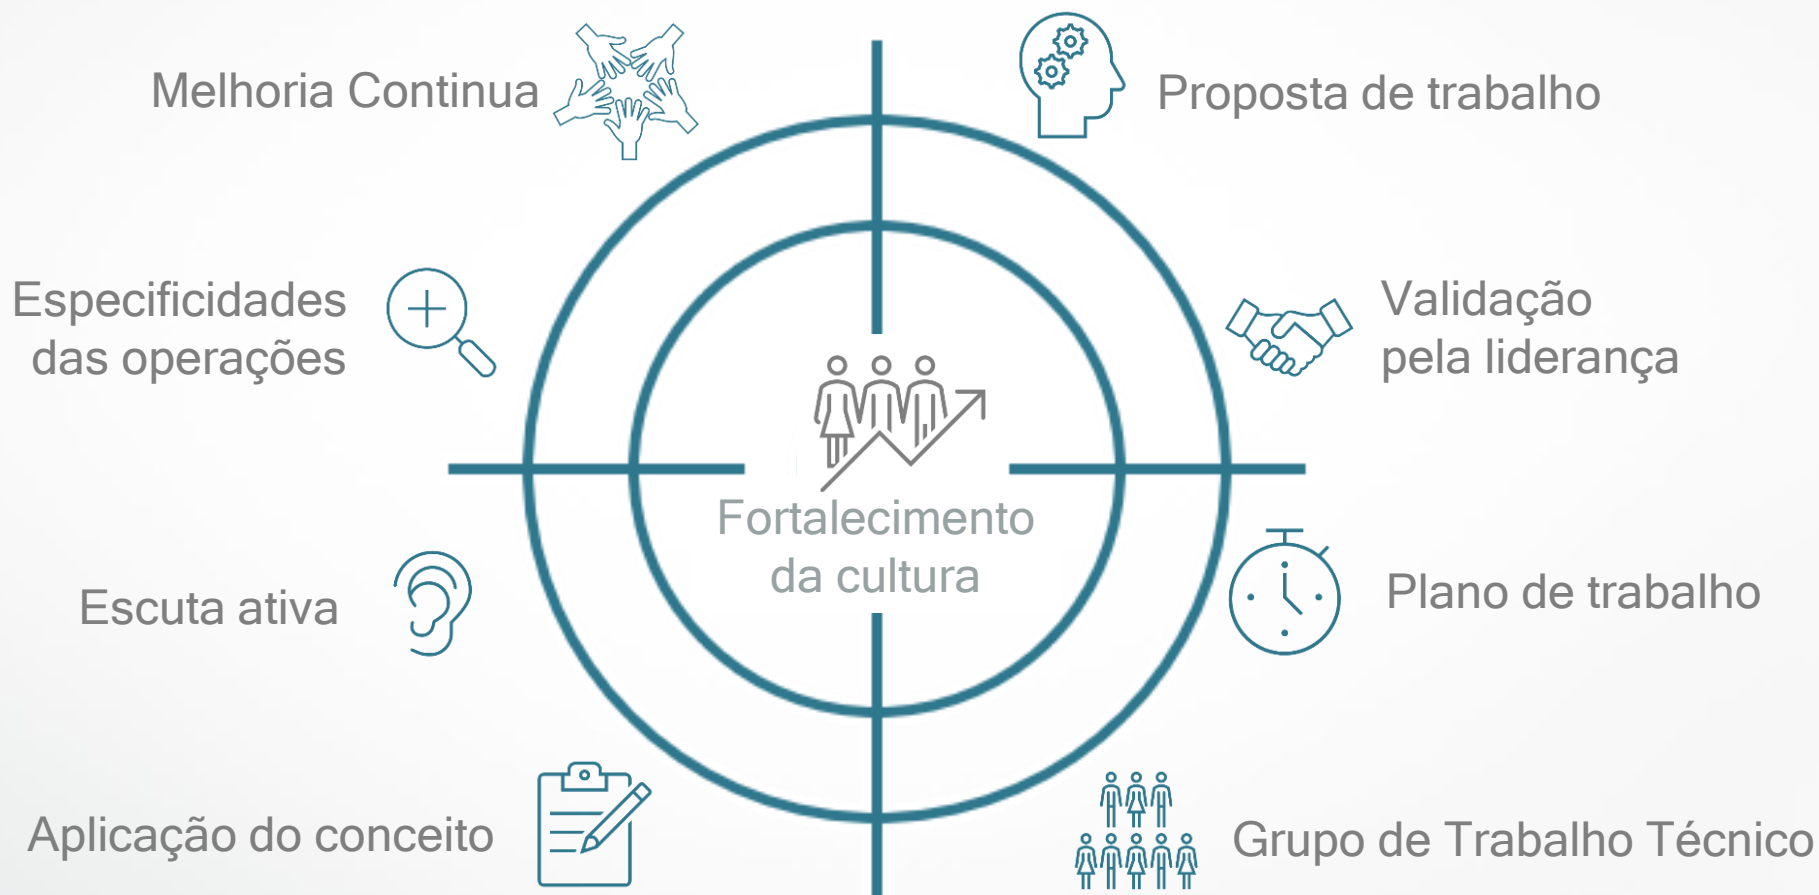 Melhoria Continua
Proposta de trabalho
Especificidades
das operações
Validação
pela liderança
Fortalecimento
da cultura
Escuta ativa
Plano de trabalho
Aplicação do conceito
Grupo de Trabalho Técnico